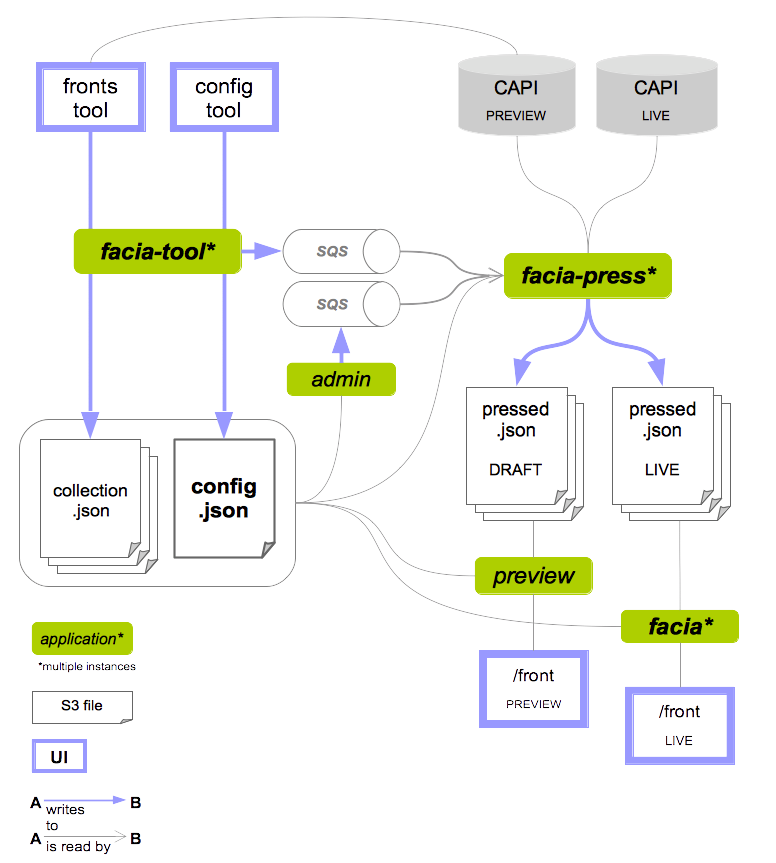 fronts
tool
config
tool
CAPI
PREVIEW
CAPI
LIVE
facia-tool*
SQS
facia-press*
SQS
admin
pressed
.json
DRAFT
pressed
.json
LIVE
collection
.json
config
.json
preview
facia*
application*
*multiple instances
/front
PREVIEW
S3 file
/front
LIVE
UI
A writes to B
A is read by B